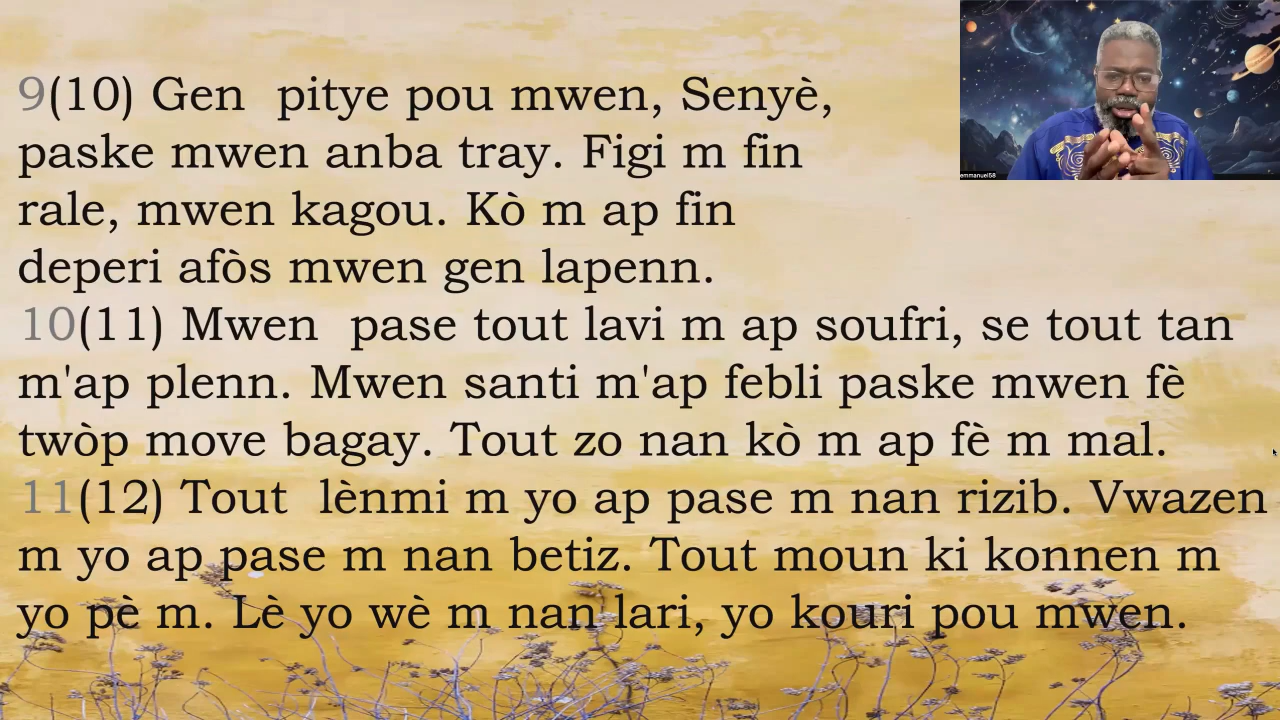 9(10) Gen  pitye pou mwen, Senyè,
paske mwen anba tray. Figi m fin
rale, mwen kagou. Kò m ap fin
deperi afòs mwen gen lapenn.
10(11) Mwen  pase tout lavi m ap soufri, se tout tan
m'ap plenn. Mwen santi m'ap febli paske mwen fè
twòp move bagay. Tout zo nan kò m ap fè m mal.
11(12) Tout  lènmi m yo ap pase m nan rizib. Vwazen
m yo ap pase m nan betiz. Tout moun ki konnen m
yo pè m. Lè yo wè m nan lari, yo kouri pou mwen.
emmanuel58